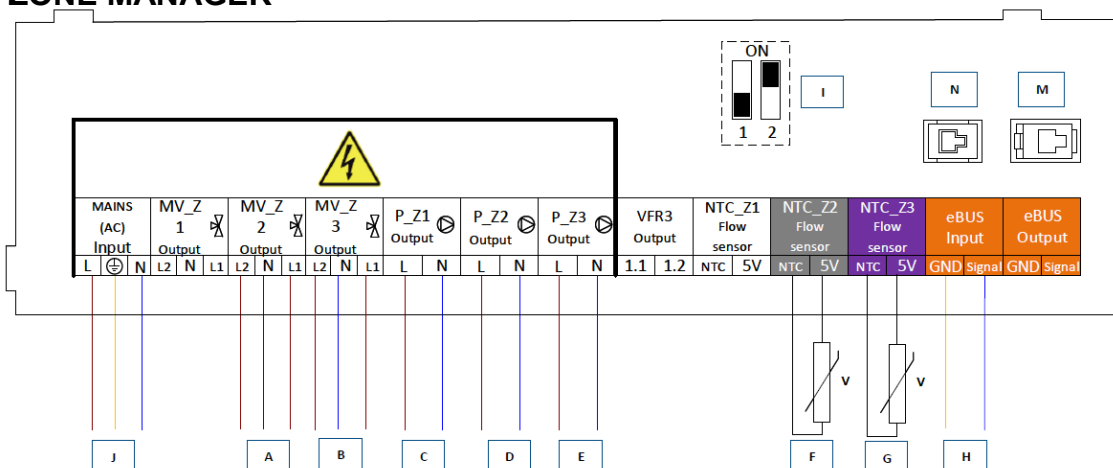 ZONE MANAGER
ON
1 2
I
N
M
MAINS
(AC)
Input
L N
MV_Z
1
Output
L2 N L1
MV_Z
2
Output
L2 N L1
MV_Z
3
Output
L2 N L1
P_Z1
Output
L N
P_Z2
Output
L N
P_Z3
Output
L N
VFR3
Output
1.1 1.2
NTC_Z1
Flow
sensor
NTC 5V
NTC_Z2
Flow
sensor
NTC 5V
NTC_Z3
Flow
sensor
NTC 5V
eBUS
Input
GND Signal
eBUS
Output
GND Signal
V
V
J
A
B
C
D
E
F
G
H